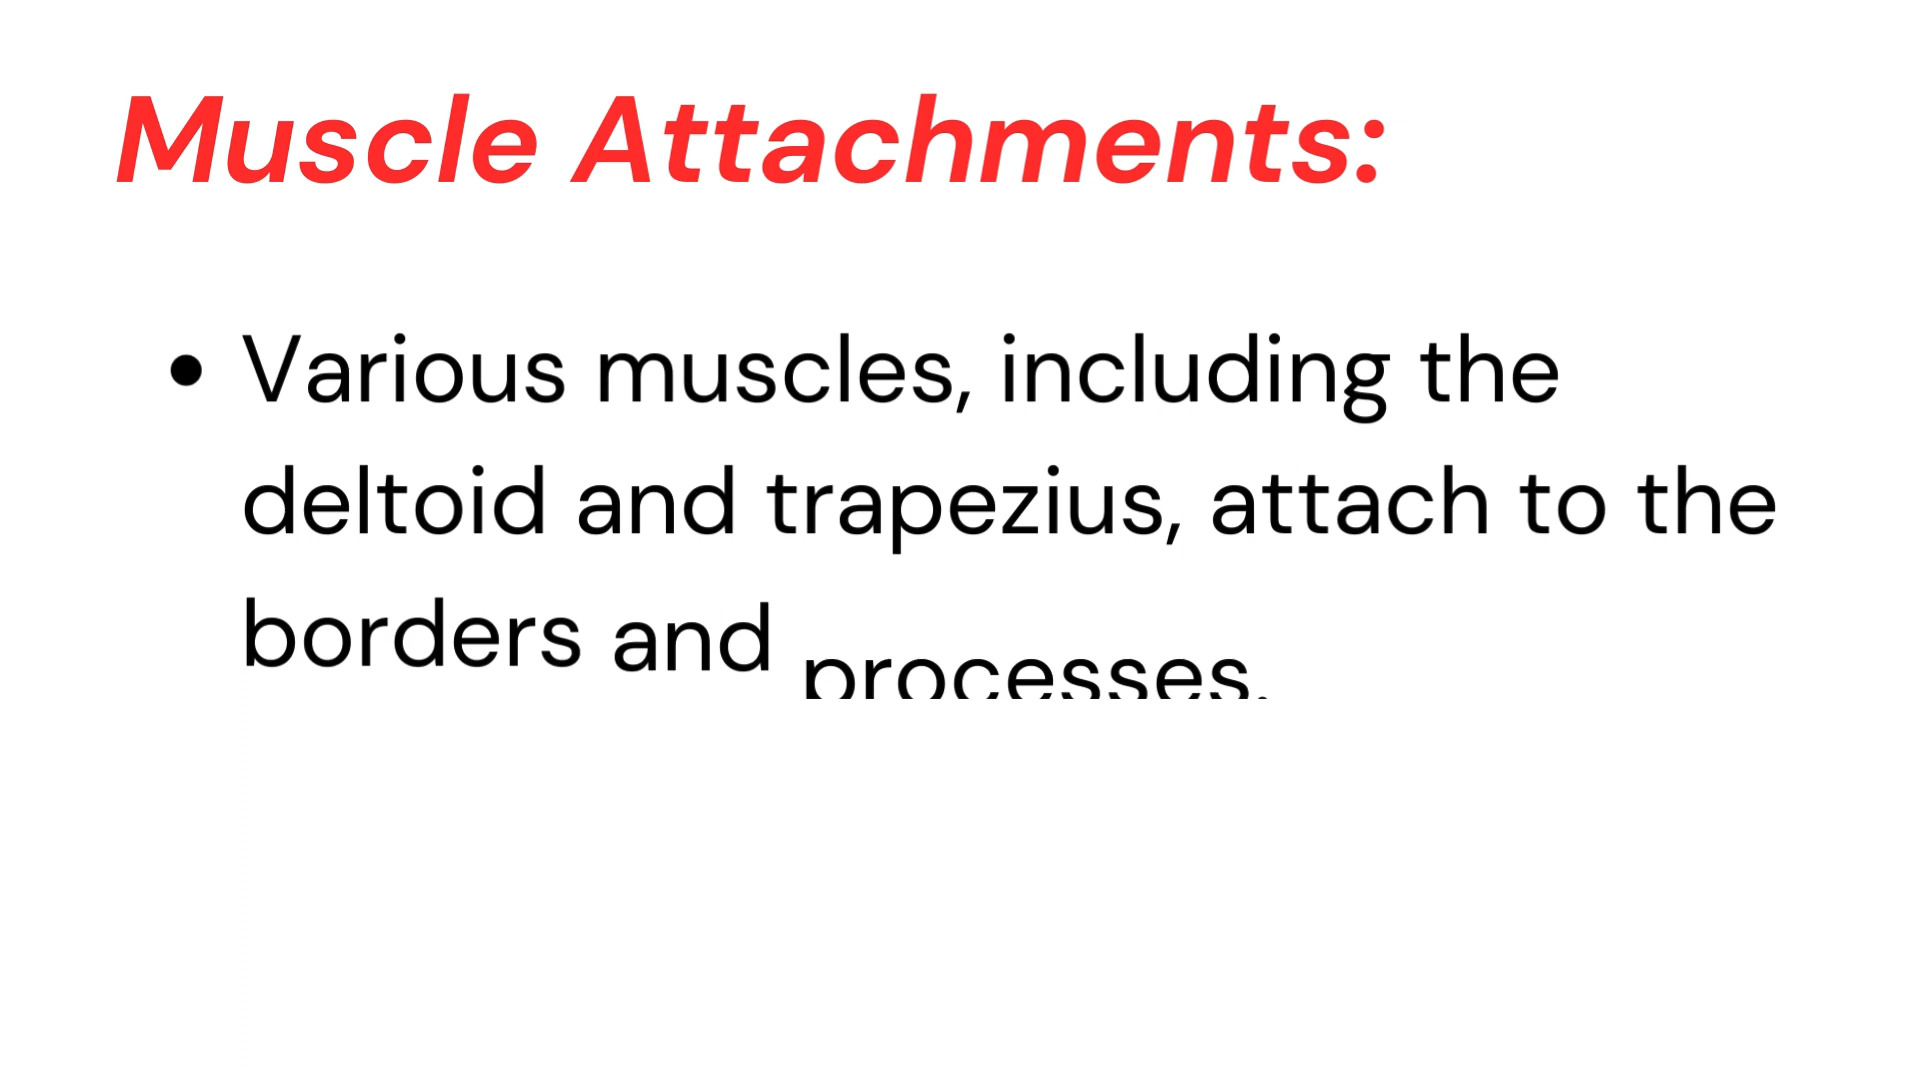 Muscle Attachments:
• Various muscles, including the
deltoid and trapezius, attach to the
borders and processes.